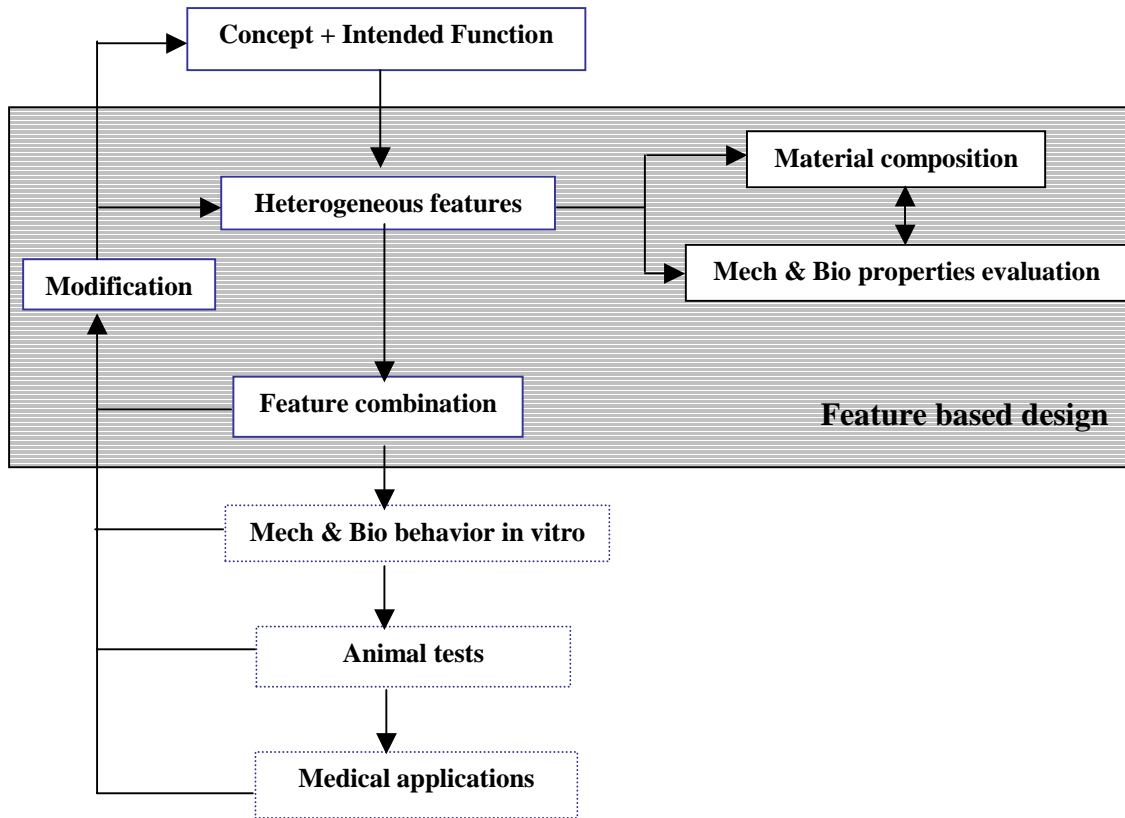 Concept + Intended Function
Material composition
Heterogeneous features
Mech & Bio properties evaluation
Modification
Feature combination
Feature based design
Mech & Bio behavior in vitro
Animal tests
Medical applications